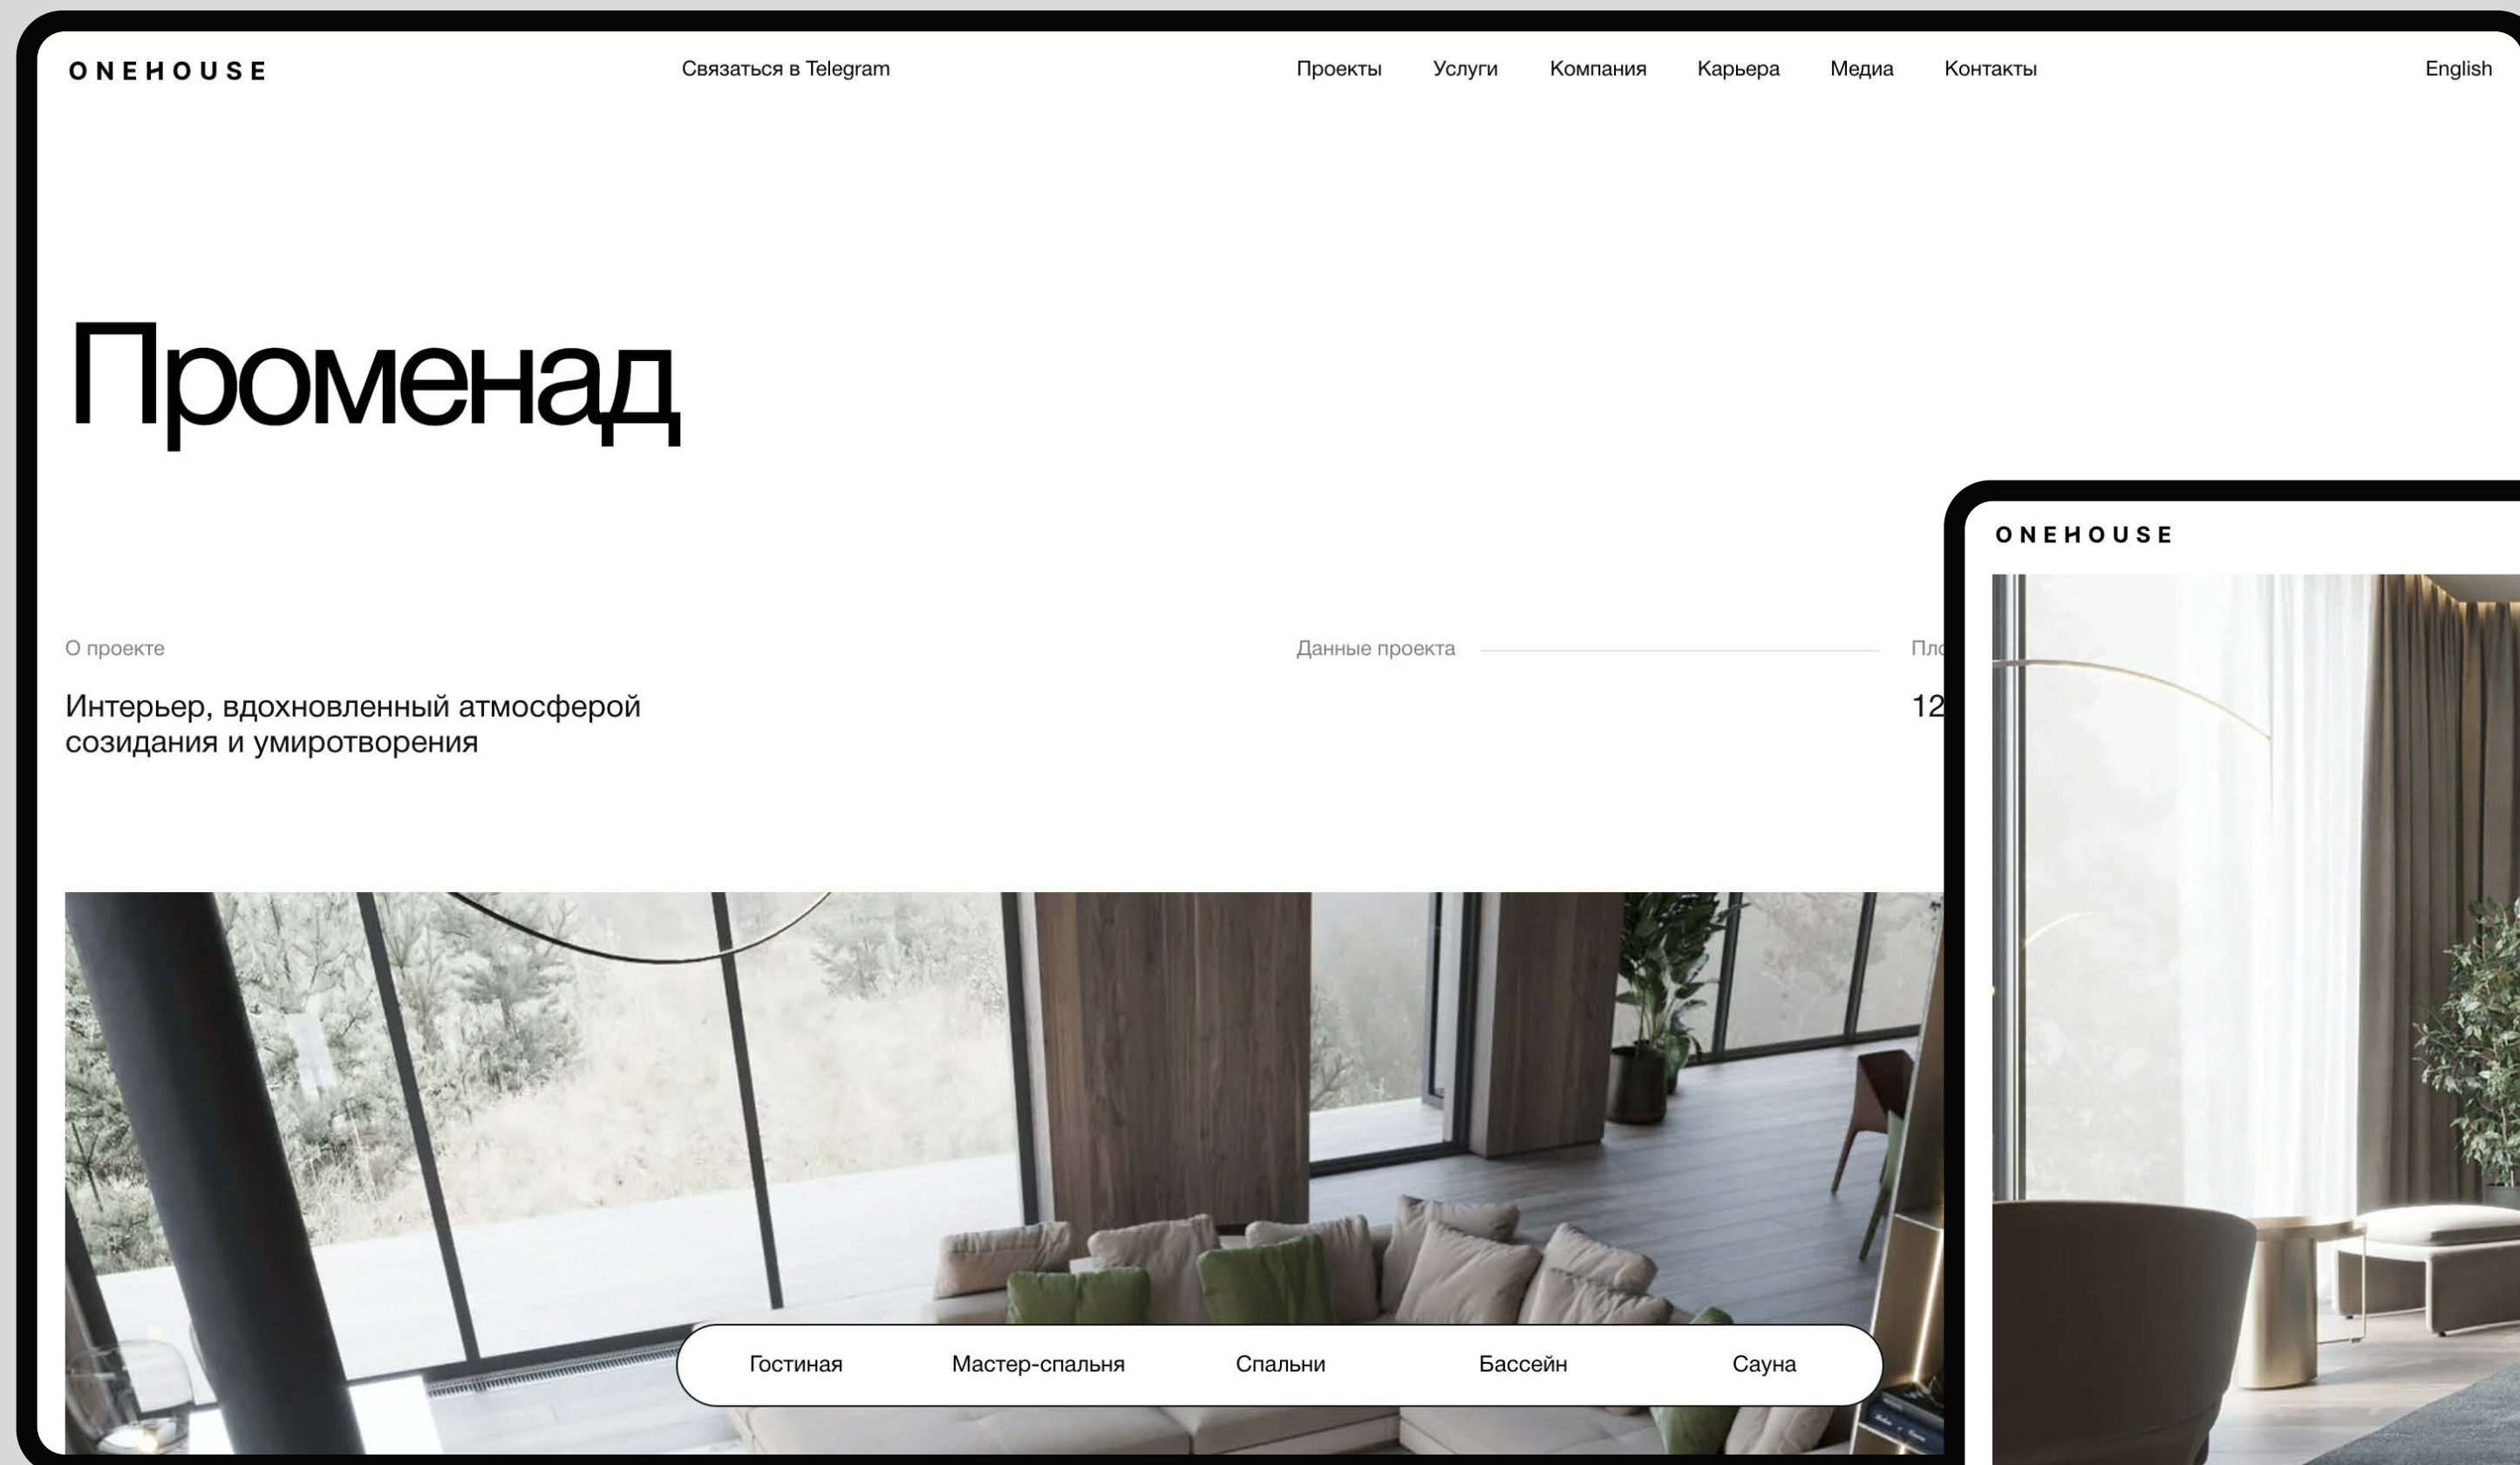 ONEHOUSE
Связаться в Telegram
Проекты
Услуги
Компания
Карьера
Медиа
Контакты
English
Променад
О проекте
Интерьер, вдохновленный атмосферой
созидания и умиротворения
Данные проекта
12
ONEHOUSE
Гостиная
Мастер-спальня
Спальни
Бассейн
Сауна